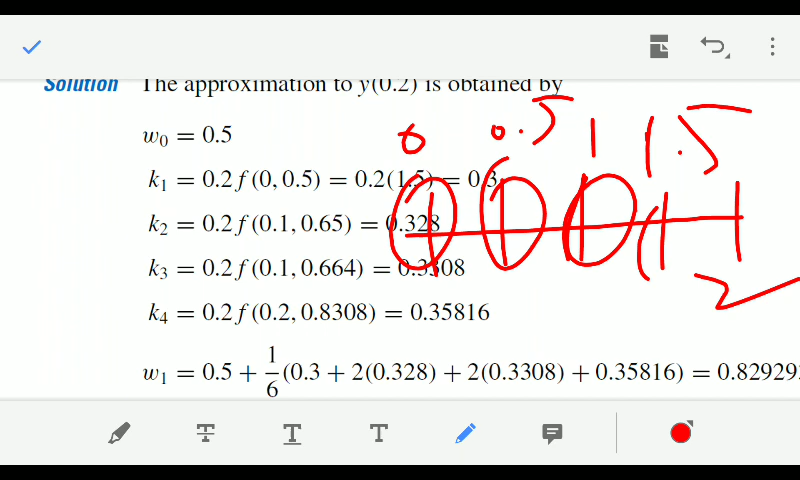 Solution The approximation to y(0.2) is obtained by
w₀ = 0.5
0 0.5 1 1.5
k₁ = 0.2 f (0, 0.5) = 0.2(1.5) = 0.3
k₂ = 0.2 f (0.1, 0.65) = 0.328
k₃ = 0.2 f (0.1, 0.664) = 0.3308
2
k₄ = 0.2 f (0.2, 0.8308) = 0.35816
w₁ = 0.5 + 1/6 (0.3 + 2(0.328) + 2(0.3308) + 0.35816) = 0.82929
T T T